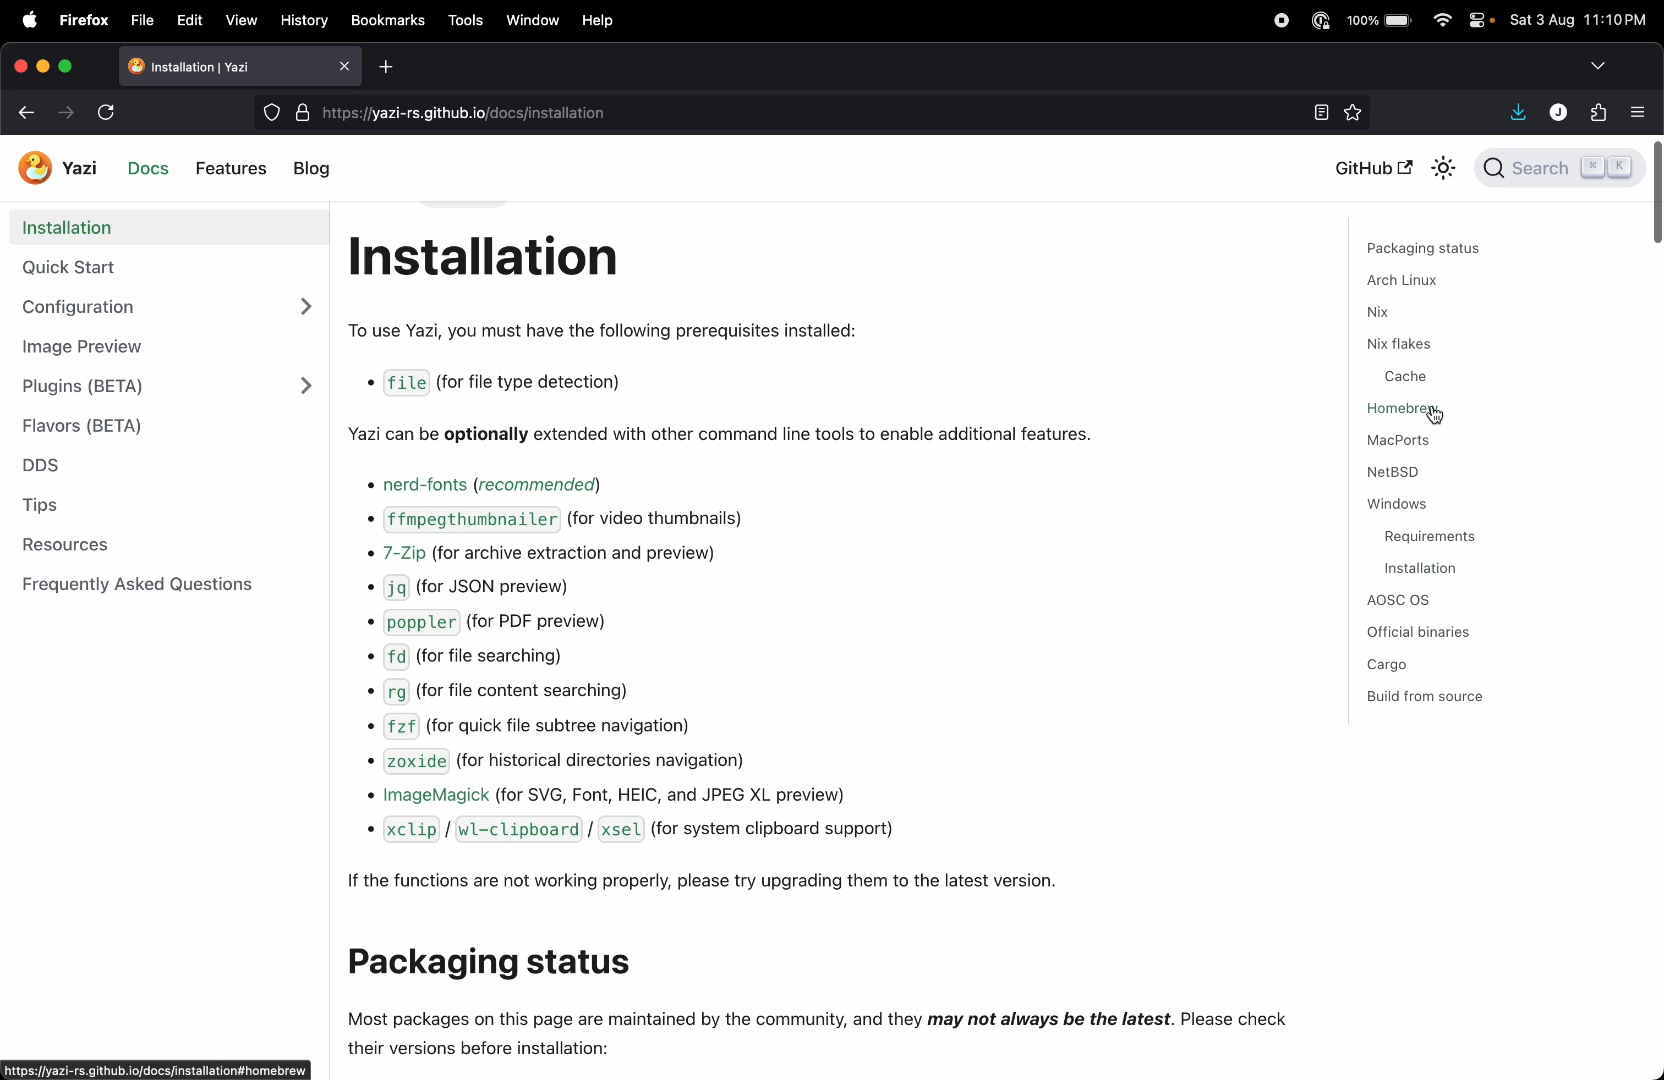 Firefox File Edit View History Bookmarks Tools Window Help 100% Sat 3 Aug 11:10 PM
Installation | Yazi
https://yazi-rs.github.io/docs/installation
J
Yazi Docs Features Blog GitHub Search ⌘ K
Installation
Quick Start
Configuration
Image Preview
Plugins (BETA)
Flavors (BETA)
DDS
Tips
Resources
Frequently Asked Questions
Installation
To use Yazi, you must have the following prerequisites installed:
• file (for file type detection)
Yazi can be optionally extended with other command line tools to enable additional features.
• nerd-fonts (recommended)
• ffmpegthumbnailer (for video thumbnails)
• 7-Zip (for archive extraction and preview)
• jq (for JSON preview)
• poppler (for PDF preview)
• fd (for file searching)
• rg (for file content searching)
• fzf (for quick file subtree navigation)
• zoxide (for historical directories navigation)
• ImageMagick (for SVG, Font, HEIC, and JPEG XL preview)
• xclip / wl-clipboard / xsel (for system clipboard support)
If the functions are not working properly, please try upgrading them to the latest version.
Packaging status
Most packages on this page are maintained by the community, and they may not always be the latest. Please check
their versions before installation:
Packaging status
Arch Linux
Nix
Nix flakes
Cache
Homebrew
MacPorts
NetBSD
Windows
Requirements
Installation
AOSC OS
Official binaries
Cargo
Build from source
https://yazi-rs.github.io/docs/installation#homebrew